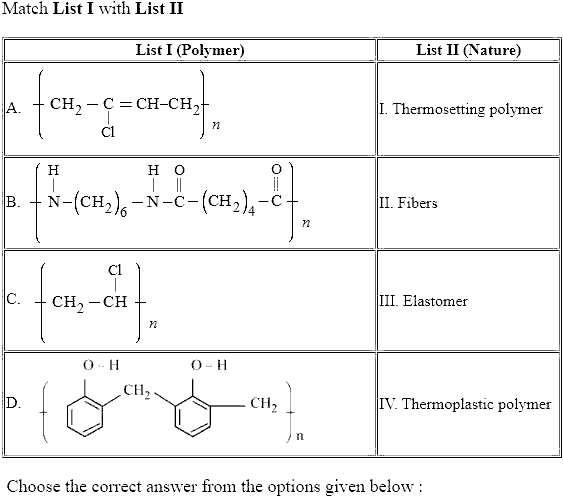 Match List I with List II
List I (Polymer) List II (Nature)
A. CH₂ – C = CH–CH₂ n I. Thermosetting polymer
Cl
H H O O
B. N–(CH₂)₆ –N–C–(CH₂)₄ –C n II. Fibers
Cl
C. CH₂ –CH n III. Elastomer
O - H O – H
CH₂
D. CH₂ n IV. Thermoplastic polymer
Choose the correct answer from the options given below :